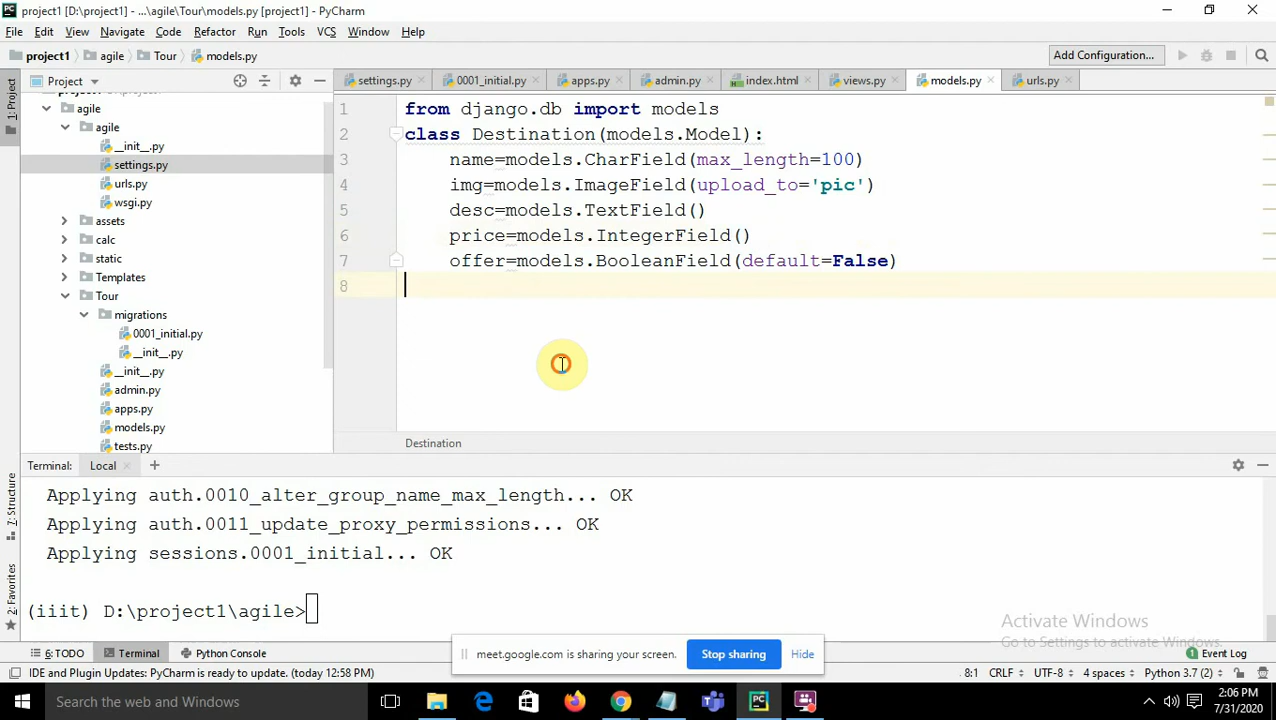 project1 [D:\project1] - ...\agile\Tour\models.py [project1] - PyCharm
File Edit View Navigate Code Refactor Run Tools VCS Window Help
project1 agile Tour models.py Add Configuration...
1: Project
Project
settings.py 0001_initial.py apps.py admin.py index.html views.py models.py urls.py
agile
agile
__init__.py
settings.py
urls.py
wsgi.py
assets
calc
static
Templates
Tour
migrations
0001_initial.py
__init__.py
__init__.py
admin.py
apps.py
models.py
tests.py
1 from django.db import models
2 class Destination(models.Model):
3 name=models.CharField(max_length=100)
4 img=models.ImageField(upload_to='pic')
5 desc=models.TextField()
6 price=models.IntegerField()
7 offer=models.BooleanField(default=False)
8
Destination
Terminal: Local
Applying auth.0010_alter_group_name_max_length... OK
Applying auth.0011_update_proxy_permissions... OK
Applying sessions.0001_initial... OK
(iiit) D:\project1\agile>
7: Structure
2: Favorites
Activate Windows
Go to Settings to activate Windows.
6: TODO Terminal Python Console
meet.google.com is sharing your screen. Stop sharing Hide
1 Event Log
IDE and Plugin Updates: PyCharm is ready to update. (today 12:58 PM) 8:1 CRLF UTF-8 4 spaces Python 3.7 (2)
Search the web and Windows
2:06 PM
7/31/2020